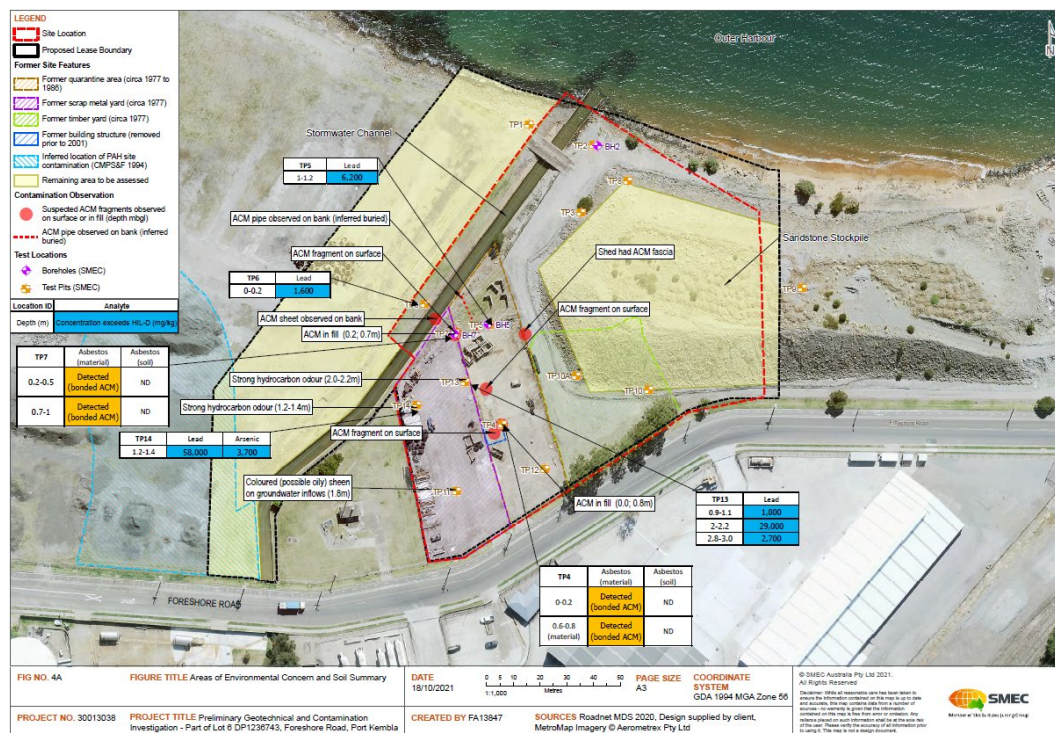 LEGEND
Site Location
Proposed Lease Boundary
Former Site Features
Former quarantine area (circa 1977 to
1986)
Former scrap metal yard (circa 1977)
Former timber yard (circa 1977)
Former building structure (removed
prior to 2001)
Inferred location of PAH site
contamination (CMPS&F 1994)
Remaining area to be assessed
Contamination Observation
Suspected ACM fragments observed
on surface or in fill (depth mbgl)
ACM pipe observed on bank (inferred
buried)
Test Locations
Boreholes (SMEC)
Test Pits (SMEC)
Location ID Analyte
Depth (m) Concentration exceeds HIL-D (mg/kg)
Outer Harbour
N
Stormwater Channel
TP1
TP2
BH2
TP5 Lead
1-1.2 6,200
TP3
ACM pipe observed on bank (inferred buried)
Sandstone Stockpile
ACM fragment on surface
Shed had ACM fascia
TP6 Lead
0-0.2 1,600
TP9
ACM fragment on surface
ACM sheet observed on bank
TP5
BH5
ACM in fill (0.2; 0.7m)
TP7 Asbestos (material) Asbestos (soil)
0.2-0.5 Detected (bonded ACM) ND
0.7-1 Detected (bonded ACM) ND
Strong hydrocarbon odour (2.0-2.2m)
TP13
TP10A
TP10
Strong hydrocarbon odour (1.2-1.4m)
TP14
ACM fragment on surface
TP4
TP14 Lead Arsenic
1.2-1.4 58,000 3,700
TP12
Coloured (possible oily) sheen
on groundwater inflows (1.8m)
TP11
ACM in fill (0.0; 0.8m)
TP13 Lead
0.9-1.1 1,800
2-2.2 29,000
2.8-3.0 2,700
TP4 Asbestos (material) Asbestos (soil)
0-0.2 Detected (bonded ACM) ND
0.6-0.8 (material) Detected (bonded ACM) ND
FORESHORE ROAD
FIG NO. 4A
FIGURE TITLE Areas of Environmental Concern and Soil Summary
DATE
18/10/2021
0 5 10 20 30 40 50
1:1,000 Metres
PAGE SIZE
A3
COORDINATE
SYSTEM
GDA 1994 MGA Zone 56
PROJECT NO. 30013038
PROJECT TITLE Preliminary Geotechnical and Contamination
Investigation - Part of Lot 6 DP1236743, Foreshore Road, Port Kembla
CREATED BY FA13847
SOURCES Roadnet MDS 2020, Design supplied by client,
MetroMap Imagery © Aerometrex Pty Ltd
© SMEC Australia Pty Ltd 2021.
All Rights Reserved
SMEC